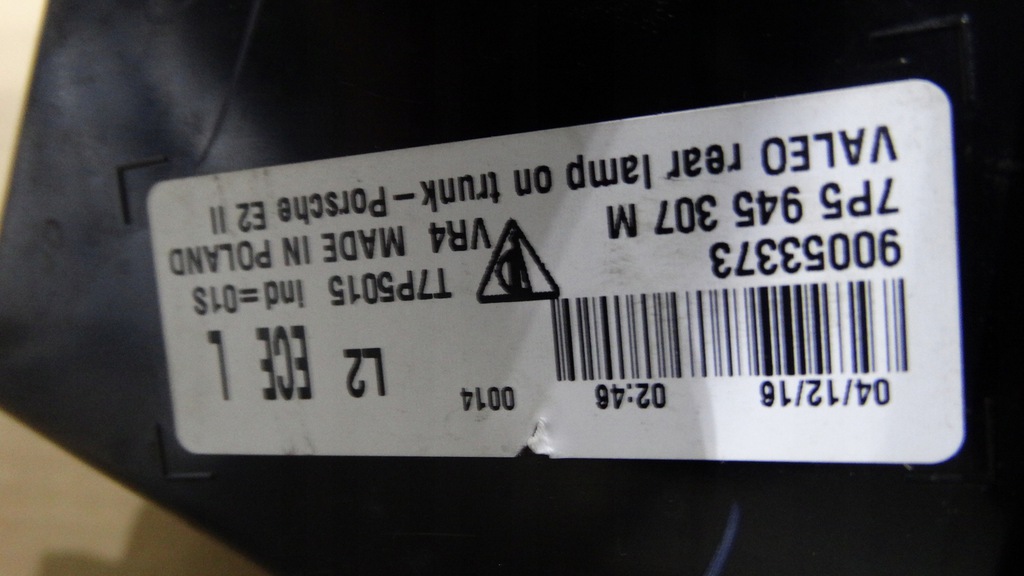 04/12/16 02:46 0014
L2 ECE L
90053373
T7P5015 ind=01S
7P5 945 307 M
VR4 MADE IN POLAND
VALEO rear lamp on trunk-Porsche E2 II